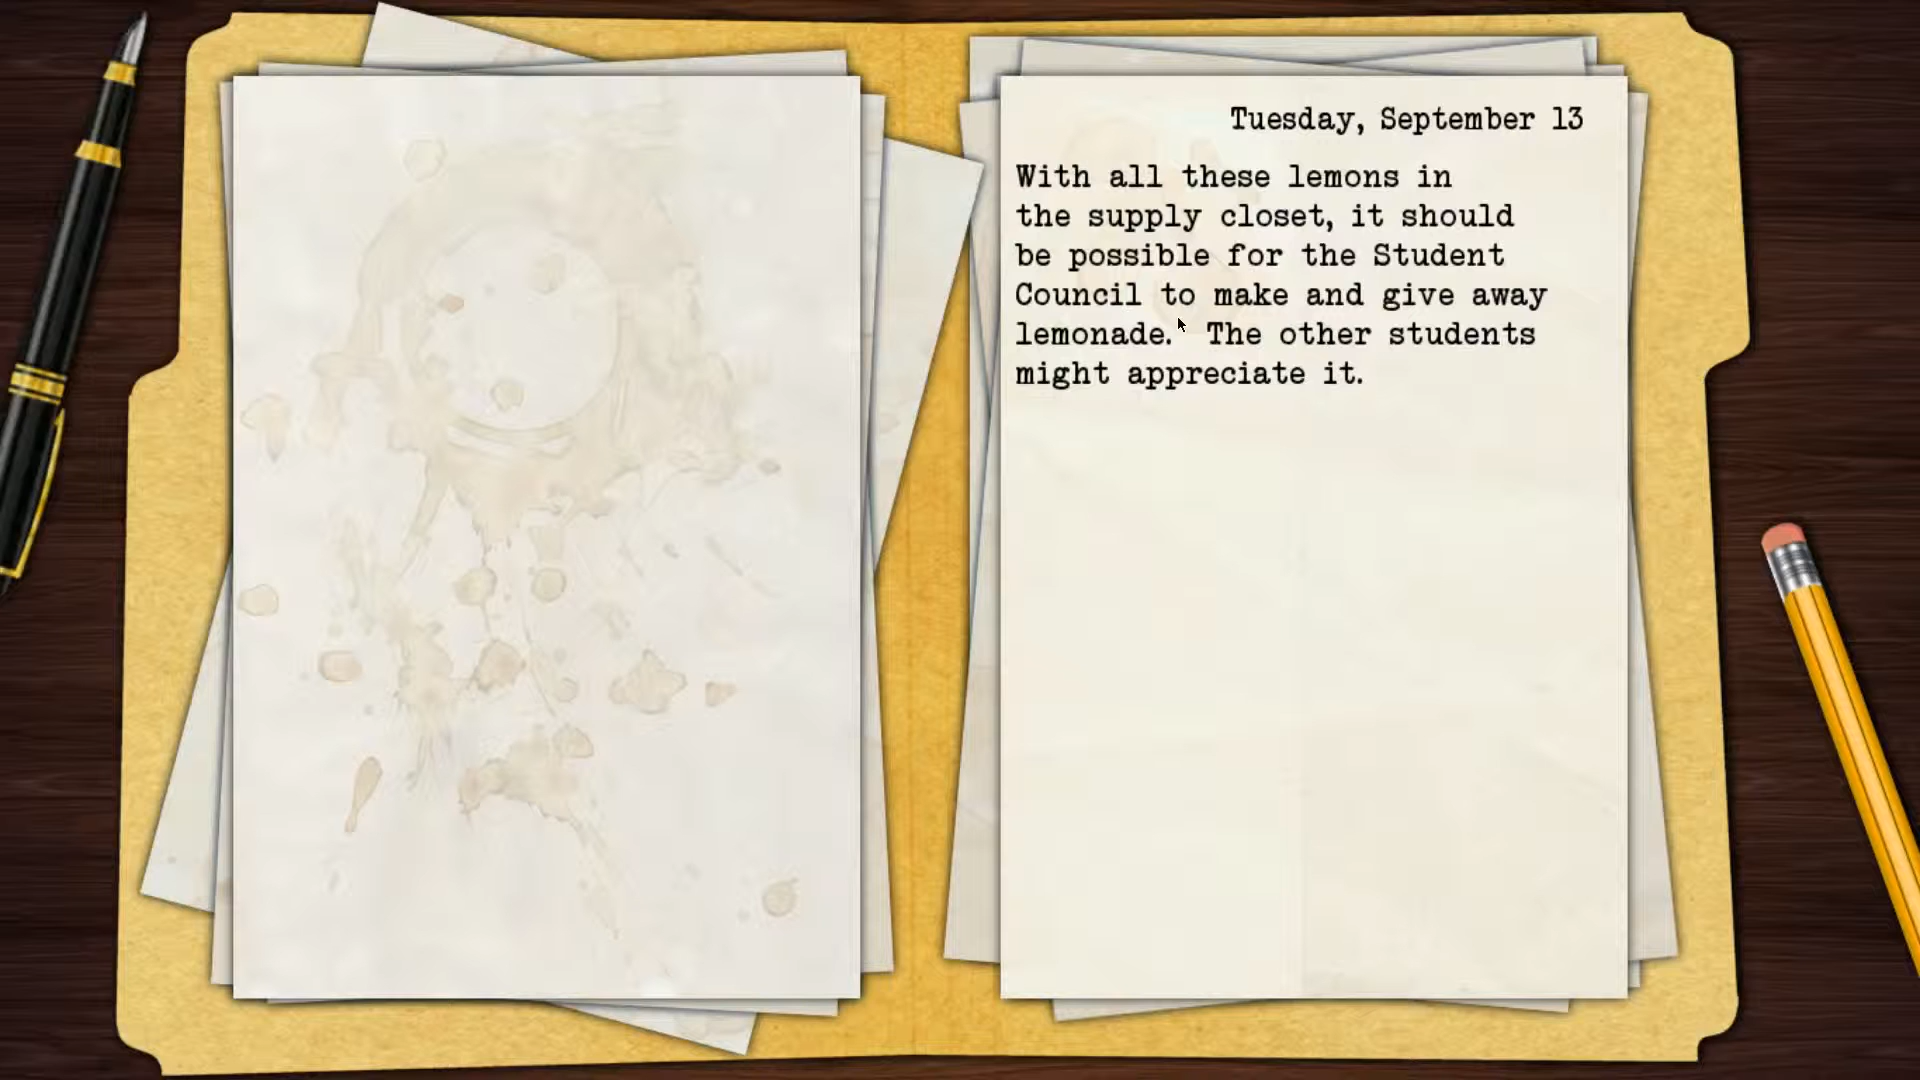 Tuesday, September 13
With all these lemons in
the supply closet, it should
be possible for the Student
Council to make and give away
lemonade.  The other students
might appreciate it.